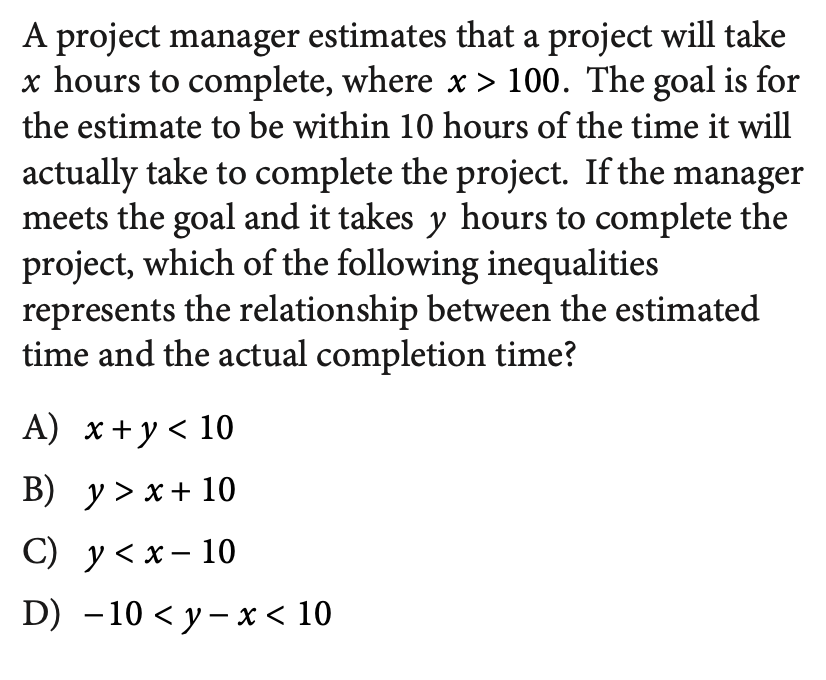 A project manager estimates that a project will take
x hours to complete, where x > 100. The goal is for
the estimate to be within 10 hours of the time it will
actually take to complete the project. If the manager
meets the goal and it takes y hours to complete the
project, which of the following inequalities
represents the relationship between the estimated
time and the actual completion time?
A) x + y < 10
B) y > x + 10
C) y < x − 10
D) −10 < y − x < 10